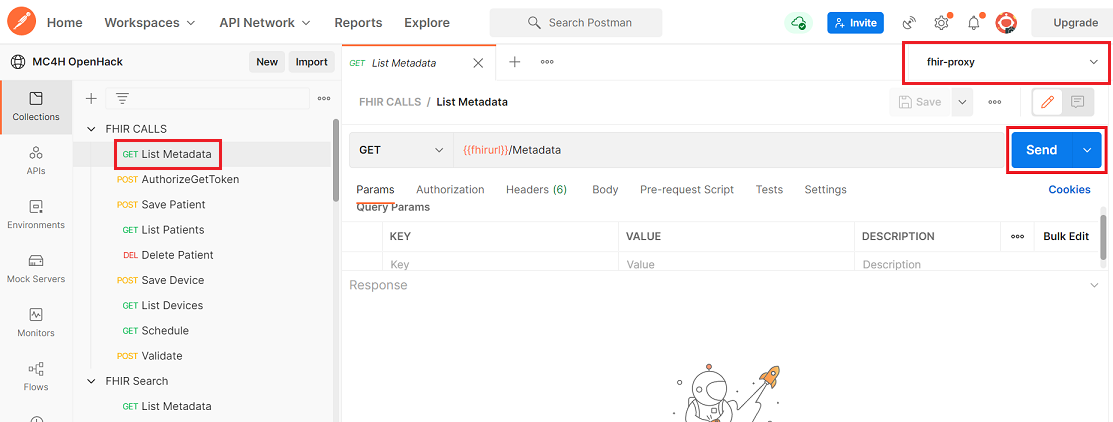 Home Workspaces API Network Reports Explore Search Postman Invite Upgrade
MC4H OpenHack New Import
GET List Metadata
fhir-proxy
Collections
APIs
Environments
Mock Servers
Monitors
Flows
FHIR CALLS
GET List Metadata
POST AuthorizeGetToken
POST Save Patient
GET List Patients
DEL Delete Patient
POST Save Device
GET List Devices
GET Schedule
POST Validate
FHIR Search
GET List Metadata
FHIR CALLS / List Metadata
Save
GET {{fhirurl}}/Metadata Send
Params Authorization Headers (6) Body Pre-request Script Tests Settings Cookies
Query Params
KEY VALUE DESCRIPTION Bulk Edit
Key Value Description
Response